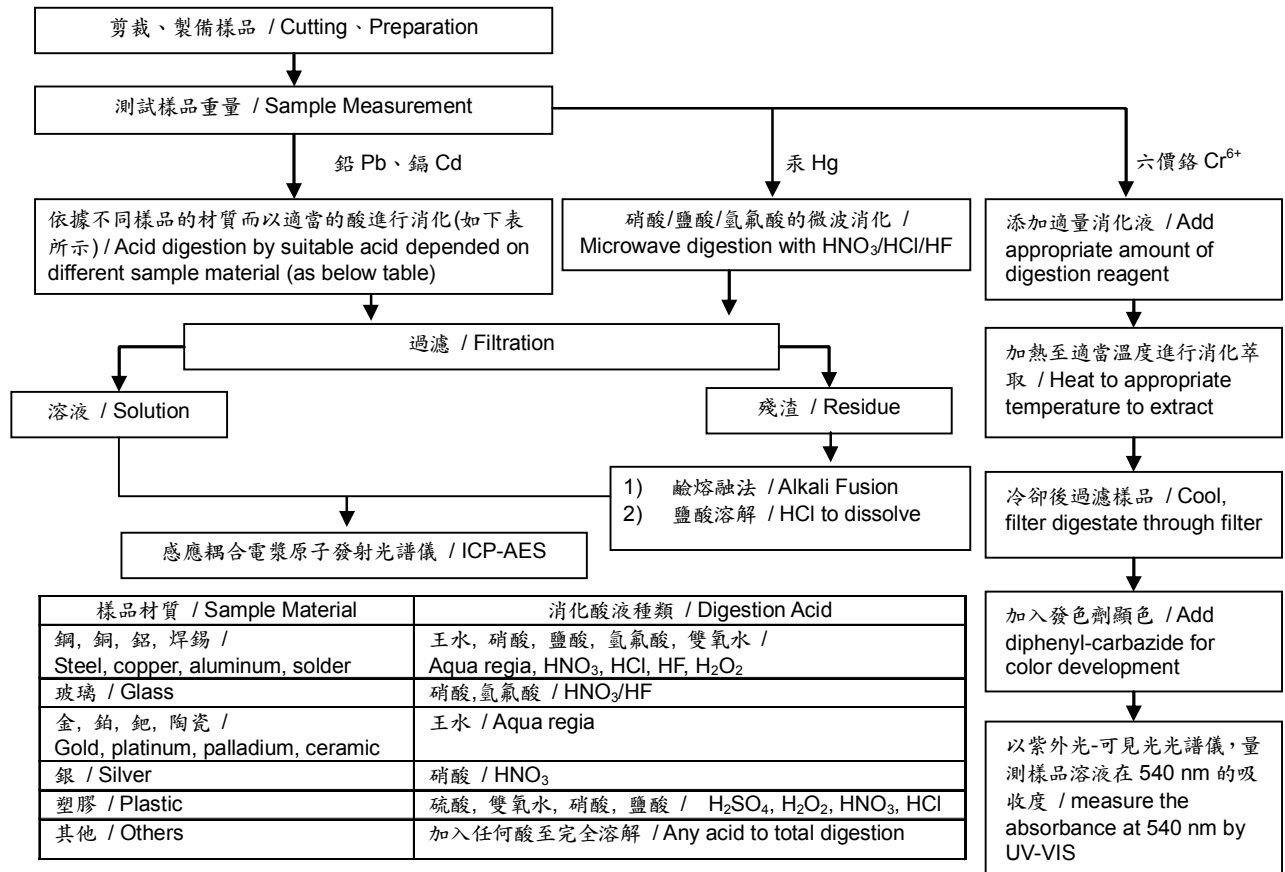 剪裁、製備樣品 / Cutting、Preparation
測試樣品重量 / Sample Measurement
鉛 Pb、鎘 Cd
汞 Hg
六價鉻 Cr⁶⁺
依據不同樣品的材質而以適當的酸進行消化(如下表
所示) / Acid digestion by suitable acid depended on
different sample material (as below table)
硝酸/鹽酸/氫氟酸的微波消化 /
Microwave digestion with HNO₃/HCl/HF
添加適量消化液 / Add
appropriate amount of
digestion reagent
過濾 / Filtration
加熱至適當溫度進行消化萃
取 / Heat to appropriate
temperature to extract
溶液 / Solution
殘渣 / Residue
1) 鹼熔融法 / Alkali Fusion
2) 鹽酸溶解 / HCl to dissolve
冷卻後過濾樣品 / Cool,
filter digestate through filter
感應耦合電漿原子發射光譜儀 / ICP-AES
樣品材質 / Sample Material
消化酸液種類 / Digestion Acid
鋼, 銅, 鋁, 焊錫 /
Steel, copper, aluminum, solder
王水, 硝酸, 鹽酸, 氫氟酸, 雙氧水 /
Aqua regia, HNO₃, HCl, HF, H₂O₂
玻璃 / Glass
硝酸,氫氟酸 / HNO₃/HF
金, 鉑, 鈀, 陶瓷 /
Gold, platinum, palladium, ceramic
王水 / Aqua regia
銀 / Silver
硝酸 / HNO₃
塑膠 / Plastic
硫酸, 雙氧水, 硝酸, 鹽酸 / H₂SO₄, H₂O₂, HNO₃, HCl
其他 / Others
加入任何酸至完全溶解 / Any acid to total digestion
加入發色劑顯色 / Add
diphenyl-carbazide for
color development
以紫外光-可見光光譜儀，量
測樣品溶液在 540 nm 的吸
收度 / measure the
absorbance at 540 nm by
UV-VIS